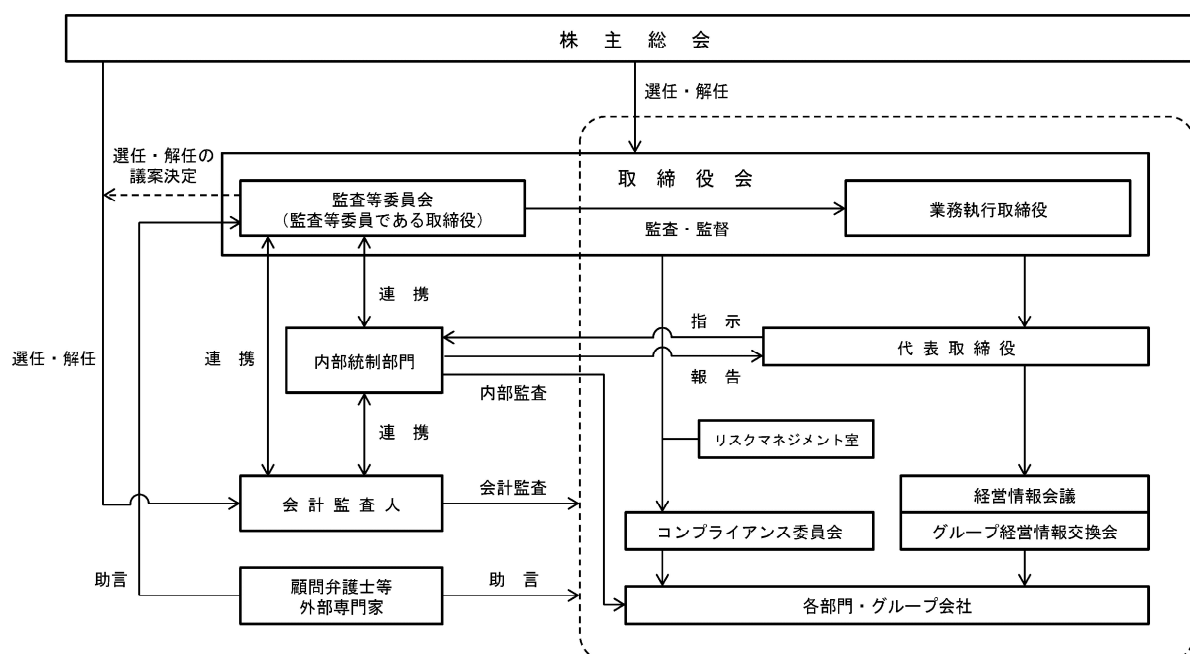 株主総会
選任・解任
選任・解任の
議案決定
取締役会
監査等委員会
（監査等委員である取締役）
業務執行取締役
監査・監督
連携
指示
代表取締役
選任・解任
連携
内部統制部門
報告
内部監査
連携
リスクマネジメント室
会計監査人
会計監査
経営情報会議
コンプライアンス委員会
グループ経営情報交換会
助言
顧問弁護士等
外部専門家
助言
各部門・グループ会社